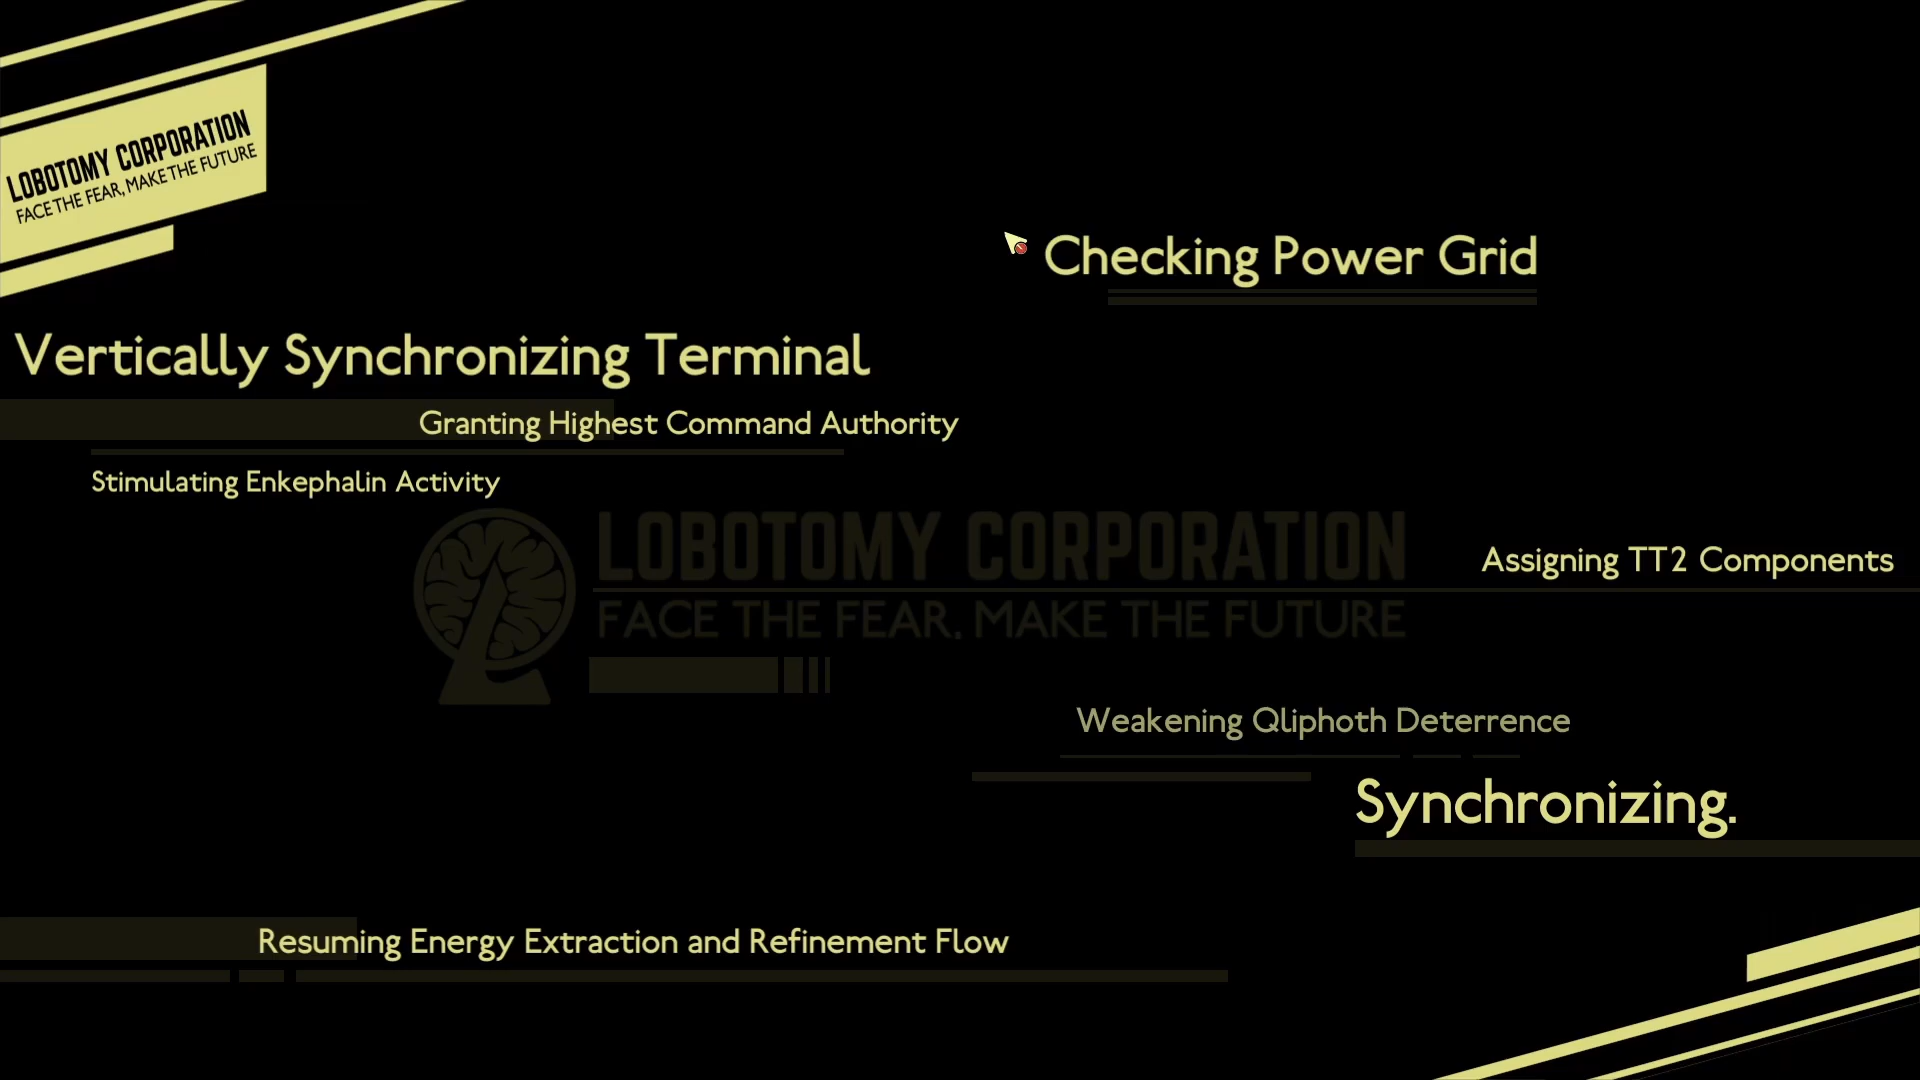 LOBOTOMY CORPORATION
FACE THE FEAR, MAKE THE FUTURE
Checking Power Grid
Vertically Synchronizing Terminal
Granting Highest Command Authority
Stimulating Enkephalin Activity
LOBOTOMY CORPORATION
FACE THE FEAR, MAKE THE FUTURE
Assigning TT2 Components
Weakening Qliphoth Deterrence
Synchronizing.
Resuming Energy Extraction and Refinement Flow